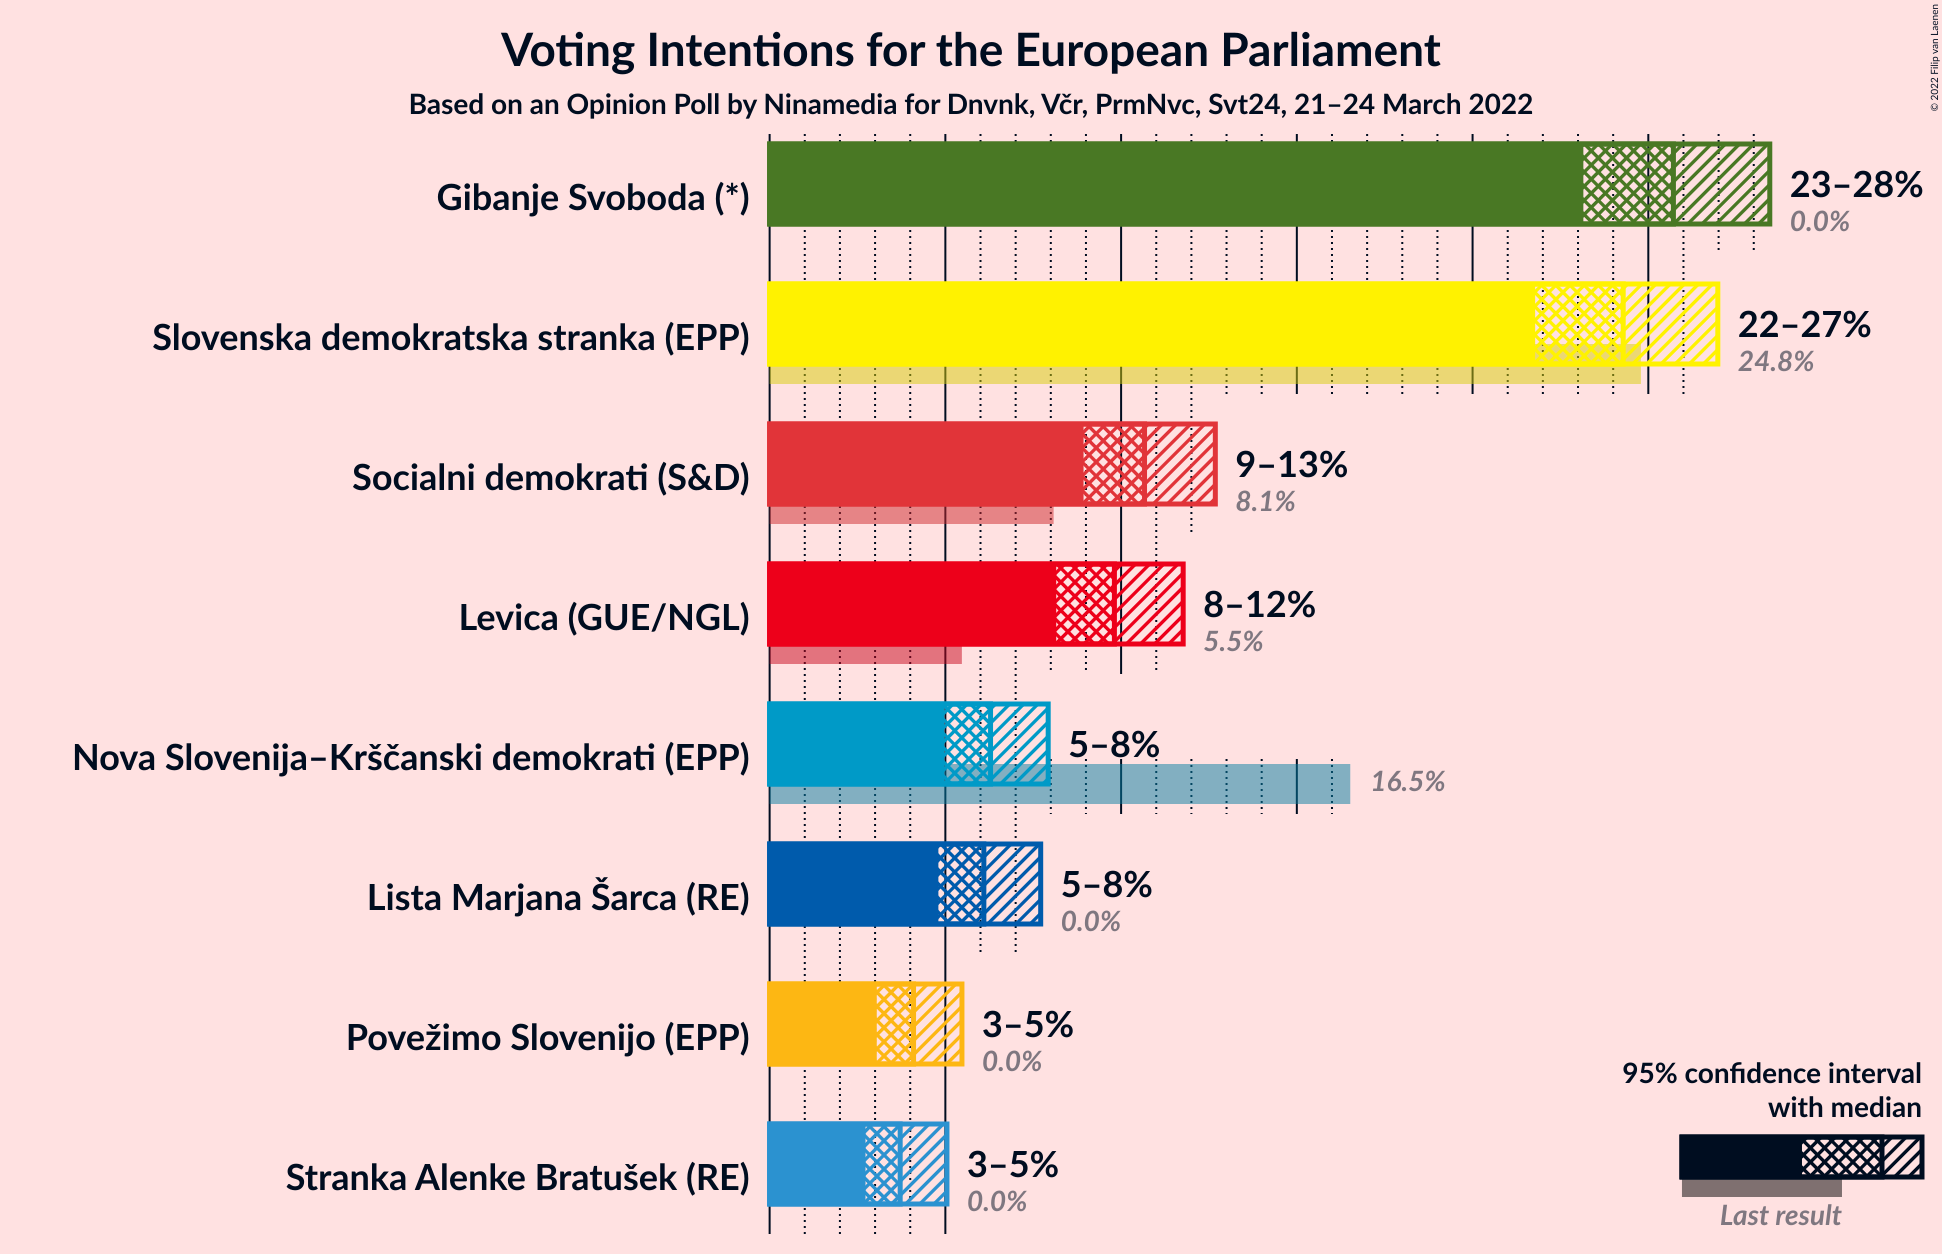 Voting Intentions for the European Parliament
Based on an Opinion Poll by Ninamedia for Dnvnk, Včr, PrmNvc, Svt24, 21–24 March 2022
© 2022 Filip van Laenen
Gibanje Svoboda (*)
23–28%
0.0%
Slovenska demokratska stranka (EPP)
22–27%
24.8%
Socialni demokrati (S&D)
9–13%
8.1%
Levica (GUE/NGL)
8–12%
5.5%
Nova Slovenija–Krščanski demokrati (EPP)
5–8%
16.5%
Lista Marjana Šarca (RE)
5–8%
0.0%
Povežimo Slovenijo (EPP)
3–5%
0.0%
Stranka Alenke Bratušek (RE)
3–5%
0.0%
95% confidence interval
with median
Last result